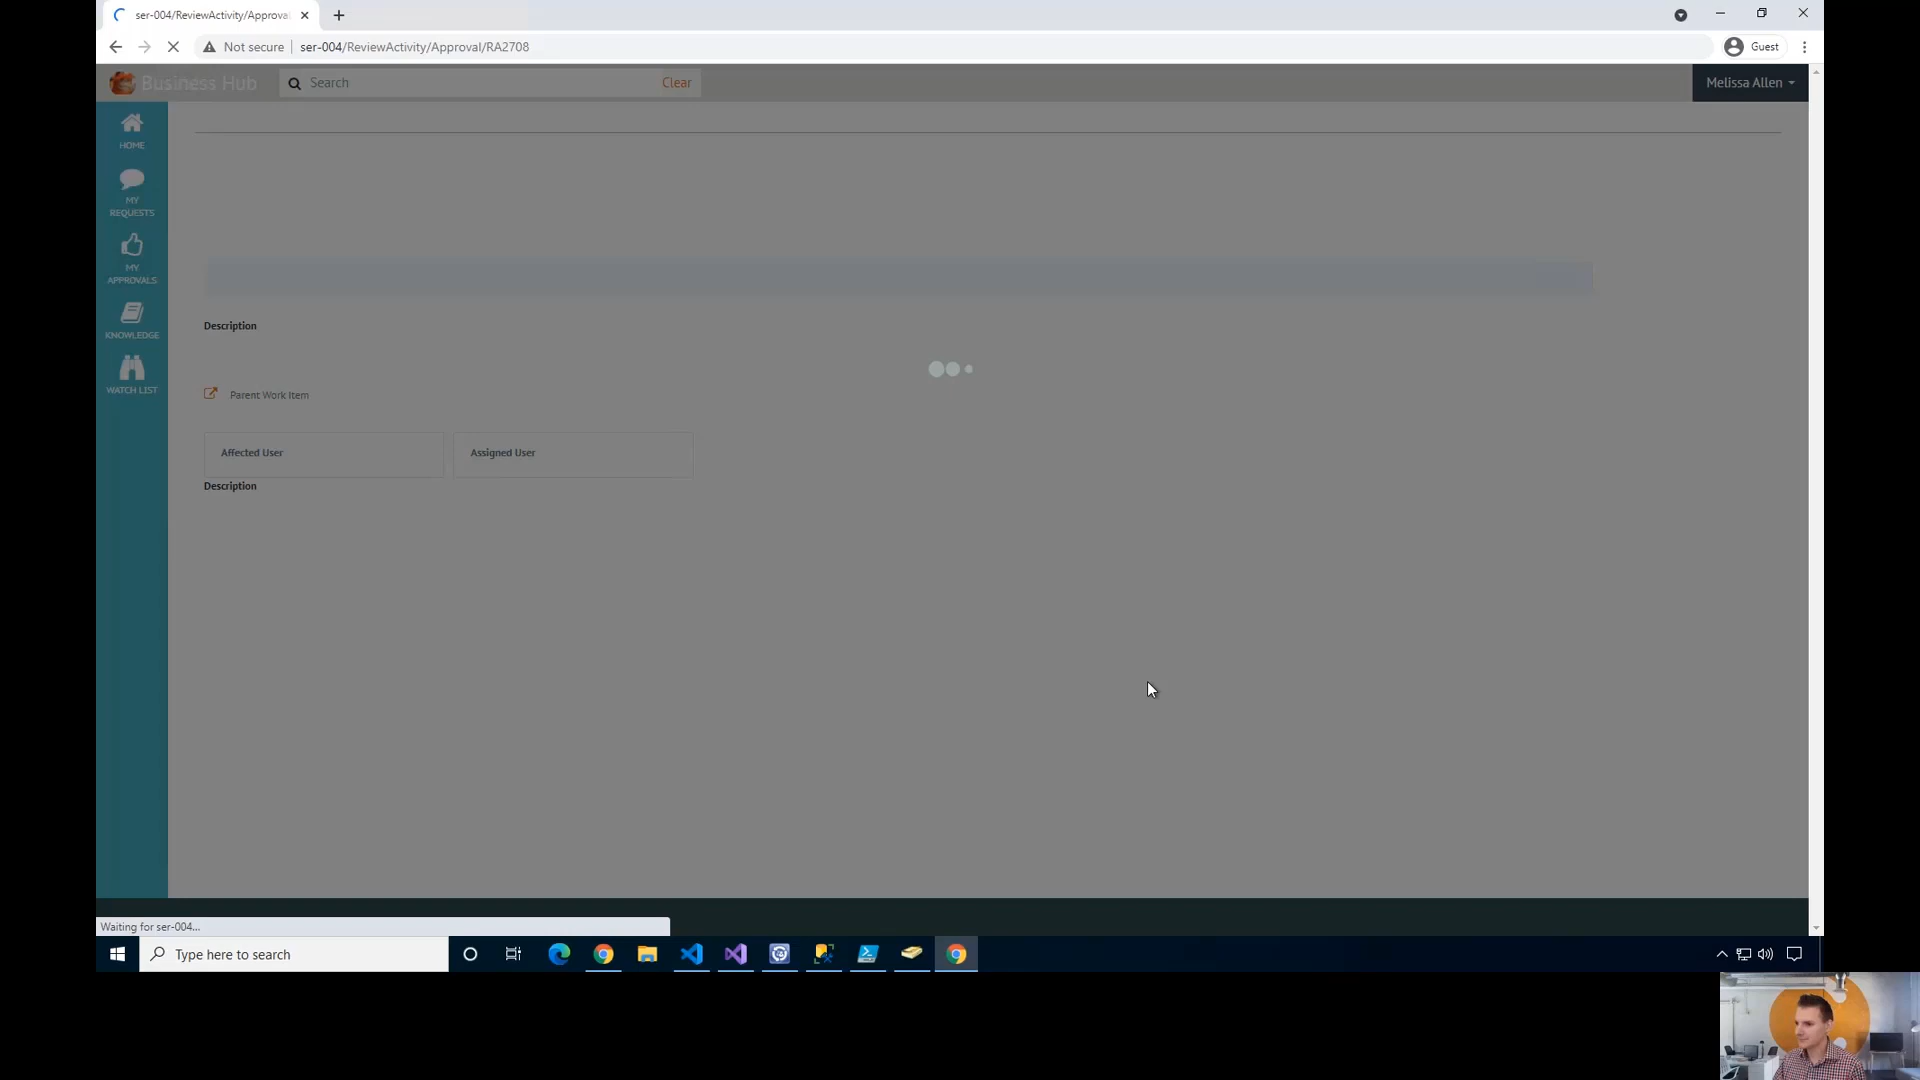 ser-004/ReviewActivity/Approva
Not secure
ser-004/ReviewActivity/Approval/RA2708
Guest
Business Hub
Search
Clear
Melissa Allen
HOME
MY
REQUESTS
MY
APPROVALS
KNOWLEDGE
WATCH LIST
Description
Parent Work Item
Affected User
Assigned User
Description
Waiting for ser-004...
Type here to search